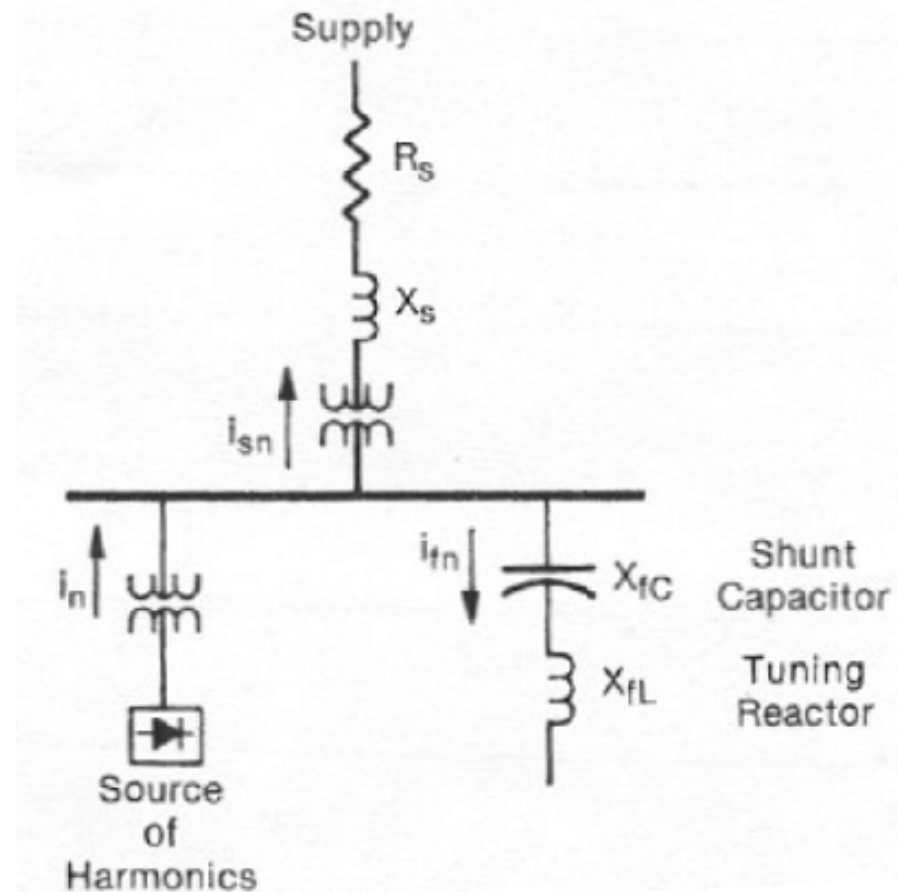 Supply
Rs
Xs
isn
in
ifn
XfC
Shunt
Capacitor
XfL
Tuning
Reactor
Source
of
Harmonics